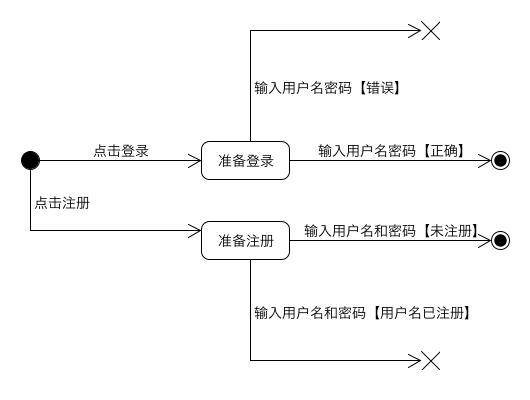 输入用户名密码【错误】
点击登录
准备登录
输入用户名密码【正确】
点击注册
准备注册
输入用户名和密码【未注册】
输入用户名和密码【用户名已注册】